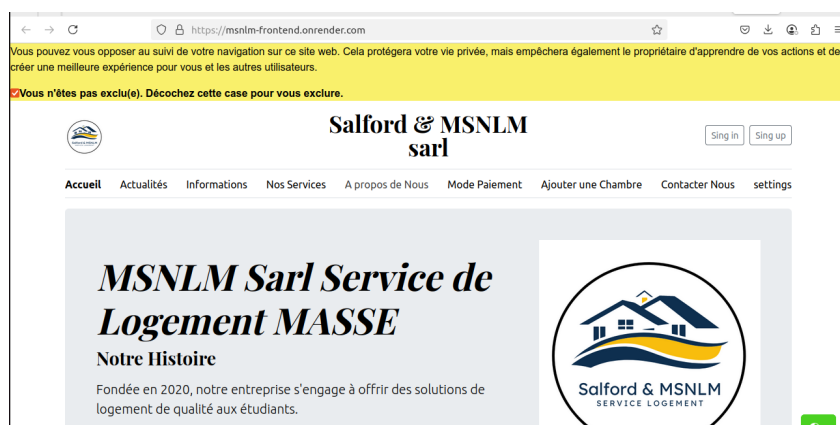 https://msnlm-frontend.onrender.com
Vous pouvez vous opposer au suivi de votre navigation sur ce site web. Cela protégera votre vie privée, mais empêchera également le propriétaire d'apprendre de vos actions et de
créer une meilleure expérience pour vous et les autres utilisateurs.
Vous n'êtes pas exclu(e). Décochez cette case pour vous exclure.
Salford & MSNLM
sarl
Sing in Sing up
Accueil Actualités Informations Nos Services A propos de Nous Mode Paiement Ajouter une Chambre Contacter Nous settings
MSNLM Sarl Service de
Logement MASSE
Notre Histoire
Fondée en 2020, notre entreprise s'engage à offrir des solutions de
logement de qualité aux étudiants.
Salford & MSNLM
SERVICE LOGEMENT